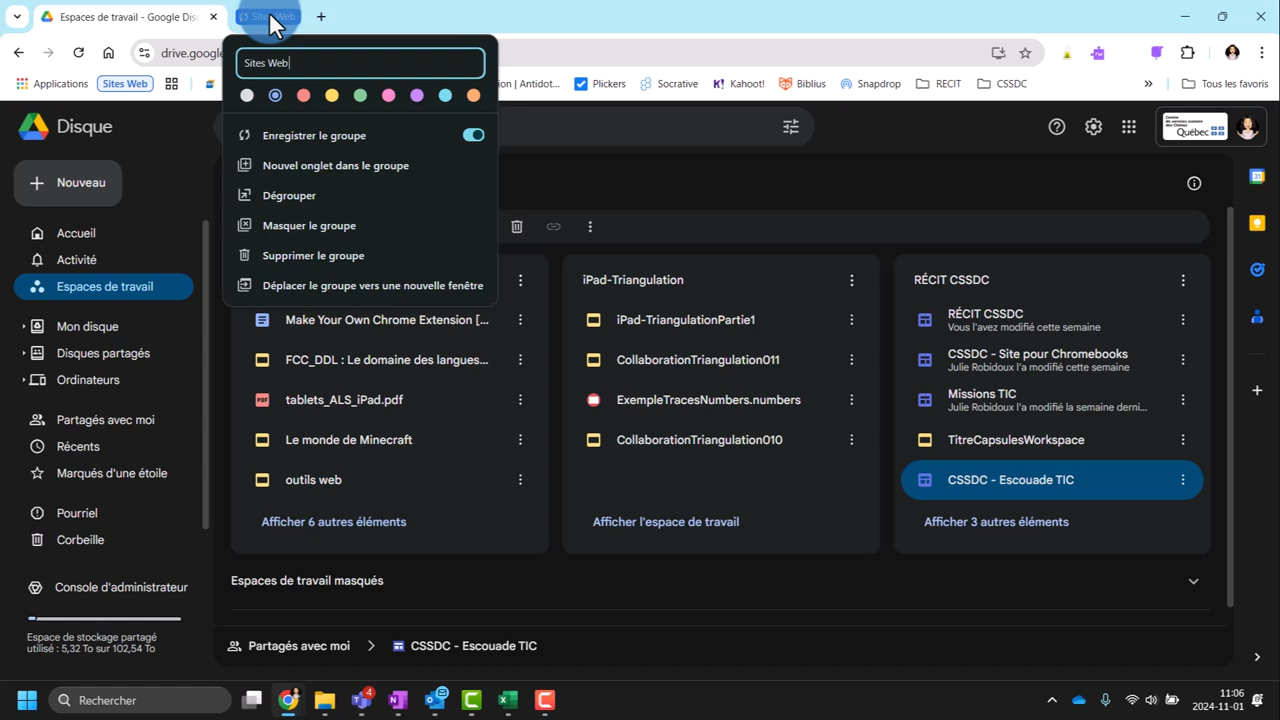 Espaces de travail - Google Dis
Sites Web
drive.google
Sites Web
Applications
Sites Web
tion | Antidot...
Plickers
Socrative
Biblius
Snapdrop
RECIT
CSSDC
Tous les favoris
Disque
Enregistrer le groupe
Nouvel onglet dans le groupe
Dégrouper
Masquer le groupe
Supprimer le groupe
Déplacer le groupe vers une nouvelle fenêtre
Québec
Nouveau
Accueil
Activité
Espaces de travail
Mon disque
Disques partagés
Ordinateurs
Partagés avec moi
Récents
Marqués d'une étoile
Pourriel
Corbeille
Console d'administrateur
Espace de stockage partagé
utilisé : 5,32 To sur 102,54 To
Make Your Own Chrome Extension [...
FCC_DDL : Le domaine des langues...
PDF
tablets_ALS_iPad.pdf
Le monde de Minecraft
outils web
Afficher 6 autres éléments
iPad-Triangulation
iPad-TriangulationPartie1
CollaborationTriangulation011
ExempleTracesNumbers.numbers
CollaborationTriangulation010
Afficher l'espace de travail
RÉCIT CSSDC
RÉCIT CSSDC
Vous l'avez modifié cette semaine
CSSDC - Site pour Chromebooks
Julie Robidoux l'a modifié cette semaine
Missions TIC
Julie Robidoux l'a modifié la semaine derni...
TitreCapsulesWorkspace
CSSDC - Escouade TIC
Afficher 3 autres éléments
Espaces de travail masqués
Partagés avec moi
CSSDC - Escouade TIC
31
Rechercher
4
11:06
2024-11-01